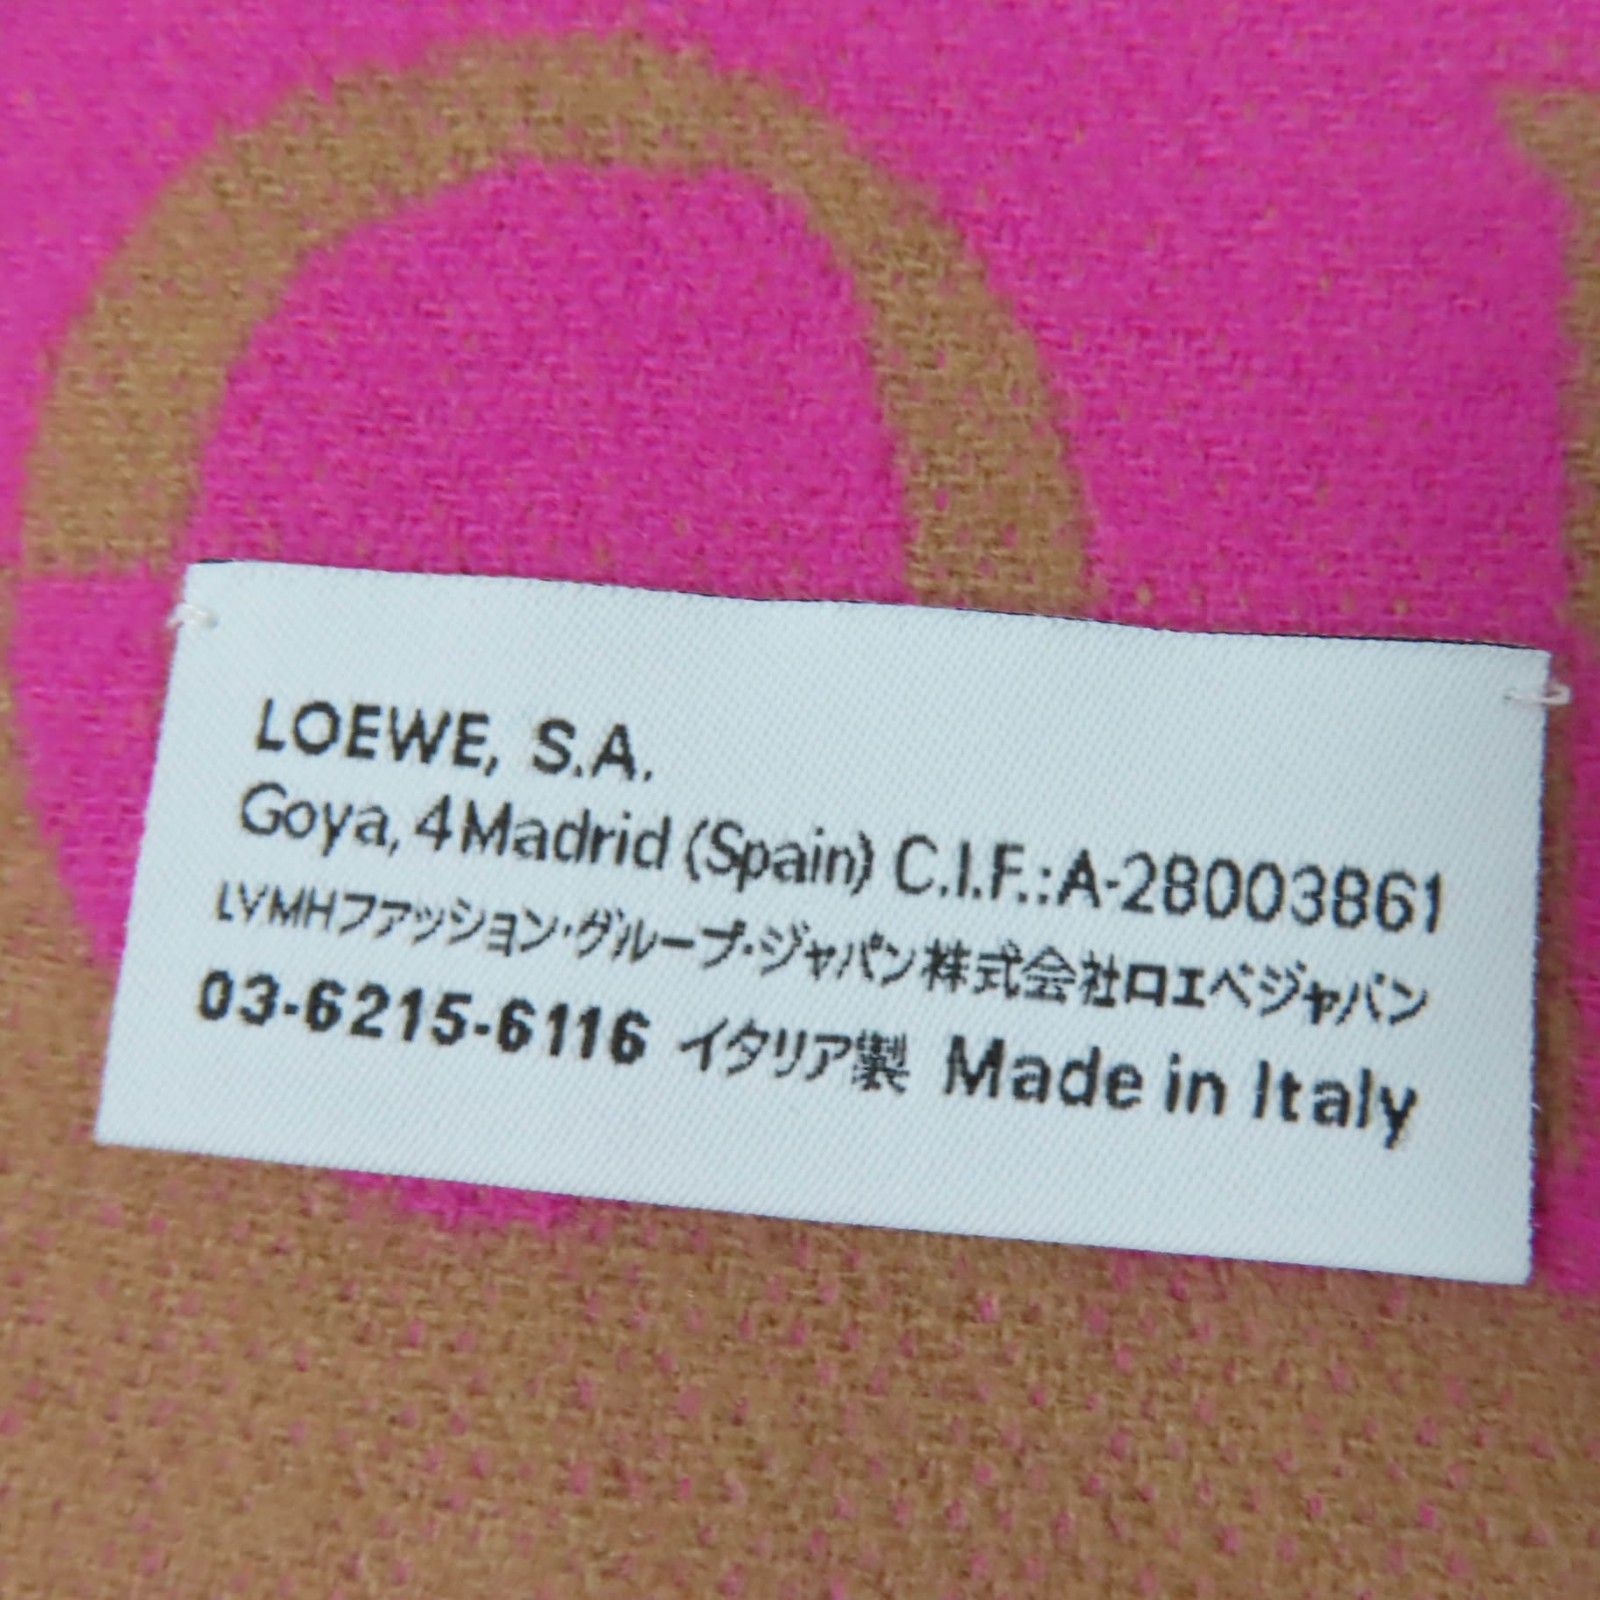 LOEWE, S.A.
Goya, 4 Madrid (Spain) C.I.F.:A-28003861
LVMHファッション・グループ・ジャパン株式会社ロエベジャパン
03-6215-6116 イタリア製 Made in Italy